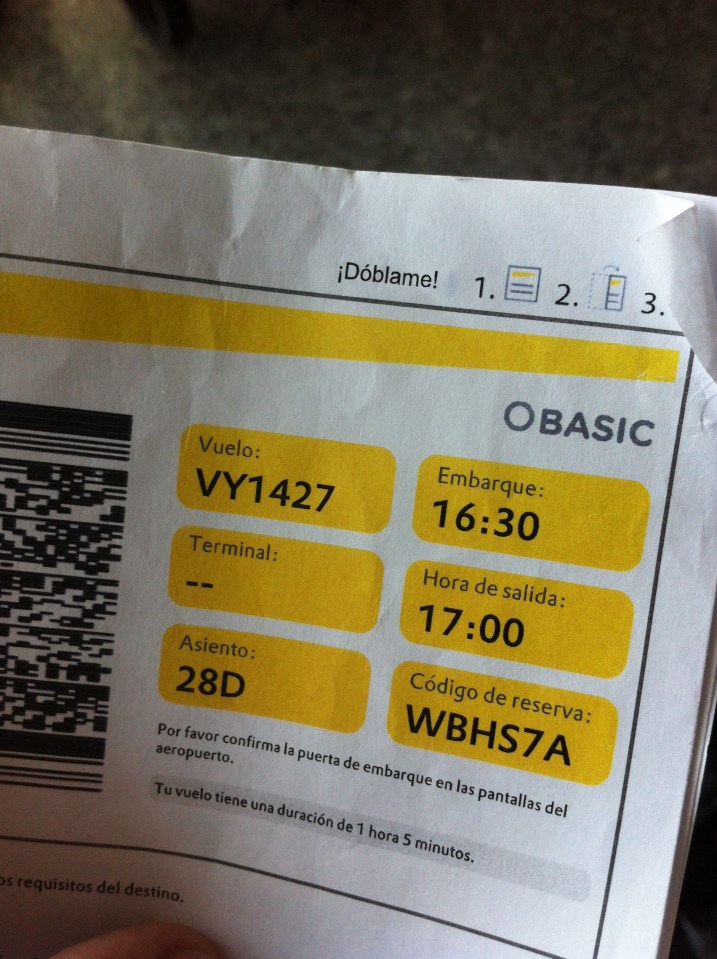 ¡Dóblame! 1. 2. 3.
BASIC
Vuelo:
VY1427
Embarque:
16:30
Terminal:
--
Hora de salida:
17:00
Asiento:
28D
Código de reserva:
WBHS7A
Por favor confirma la puerta de embarque en las pantallas del
aeropuerto.
Tu vuelo tiene una duración de 1 hora 5 minutos.
os requisitos del destino.